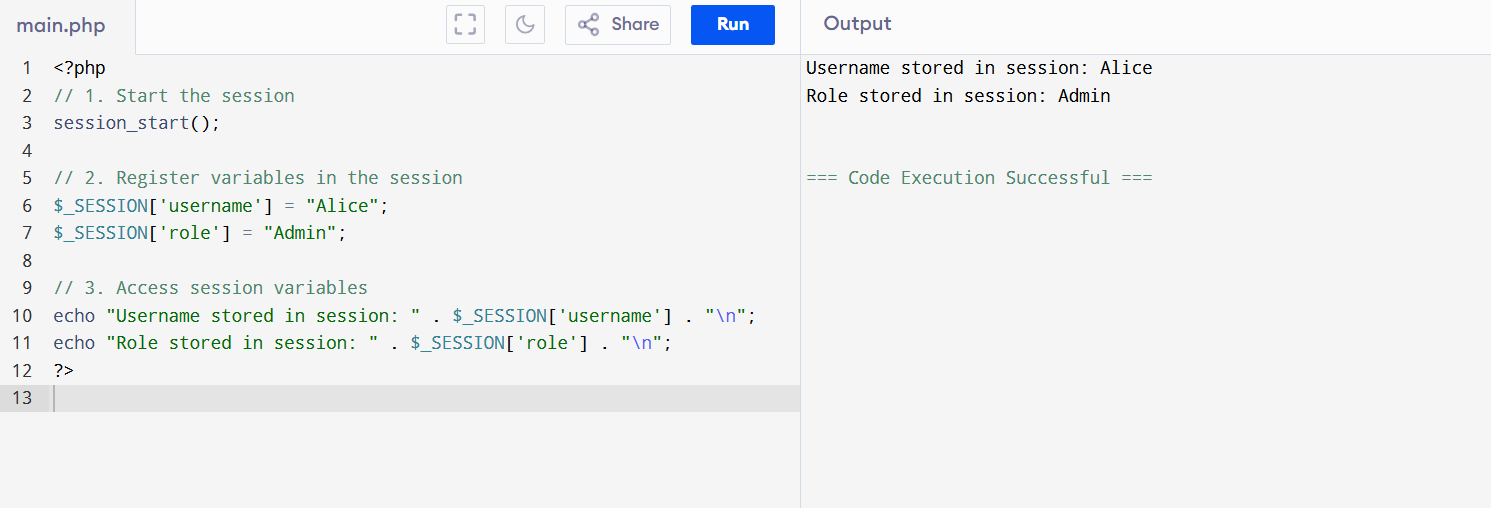 main.php
Share
Run
Output
1 <?php
2 // 1. Start the session
3 session_start();
4
5 // 2. Register variables in the session
6 $_SESSION['username'] = "Alice";
7 $_SESSION['role'] = "Admin";
8
9 // 3. Access session variables
10 echo "Username stored in session: " . $_SESSION['username'] . "\n";
11 echo "Role stored in session: " . $_SESSION['role'] . "\n";
12 ?>
13
Username stored in session: Alice
Role stored in session: Admin
=== Code Execution Successful ===